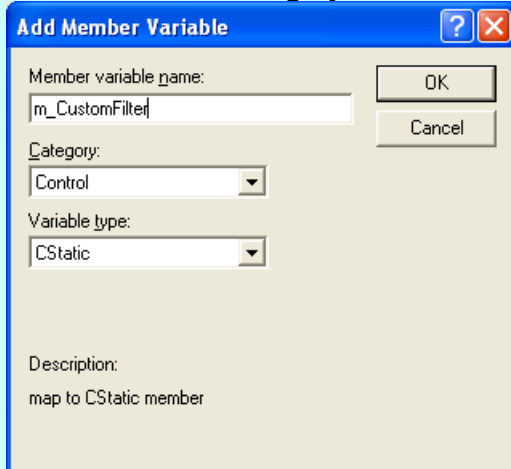 Add Member Variable
Member variable name:
OK
m_CustomFilter
Cancel
Category:
Control
Variable type:
CStatic
Description:
map to CStatic member